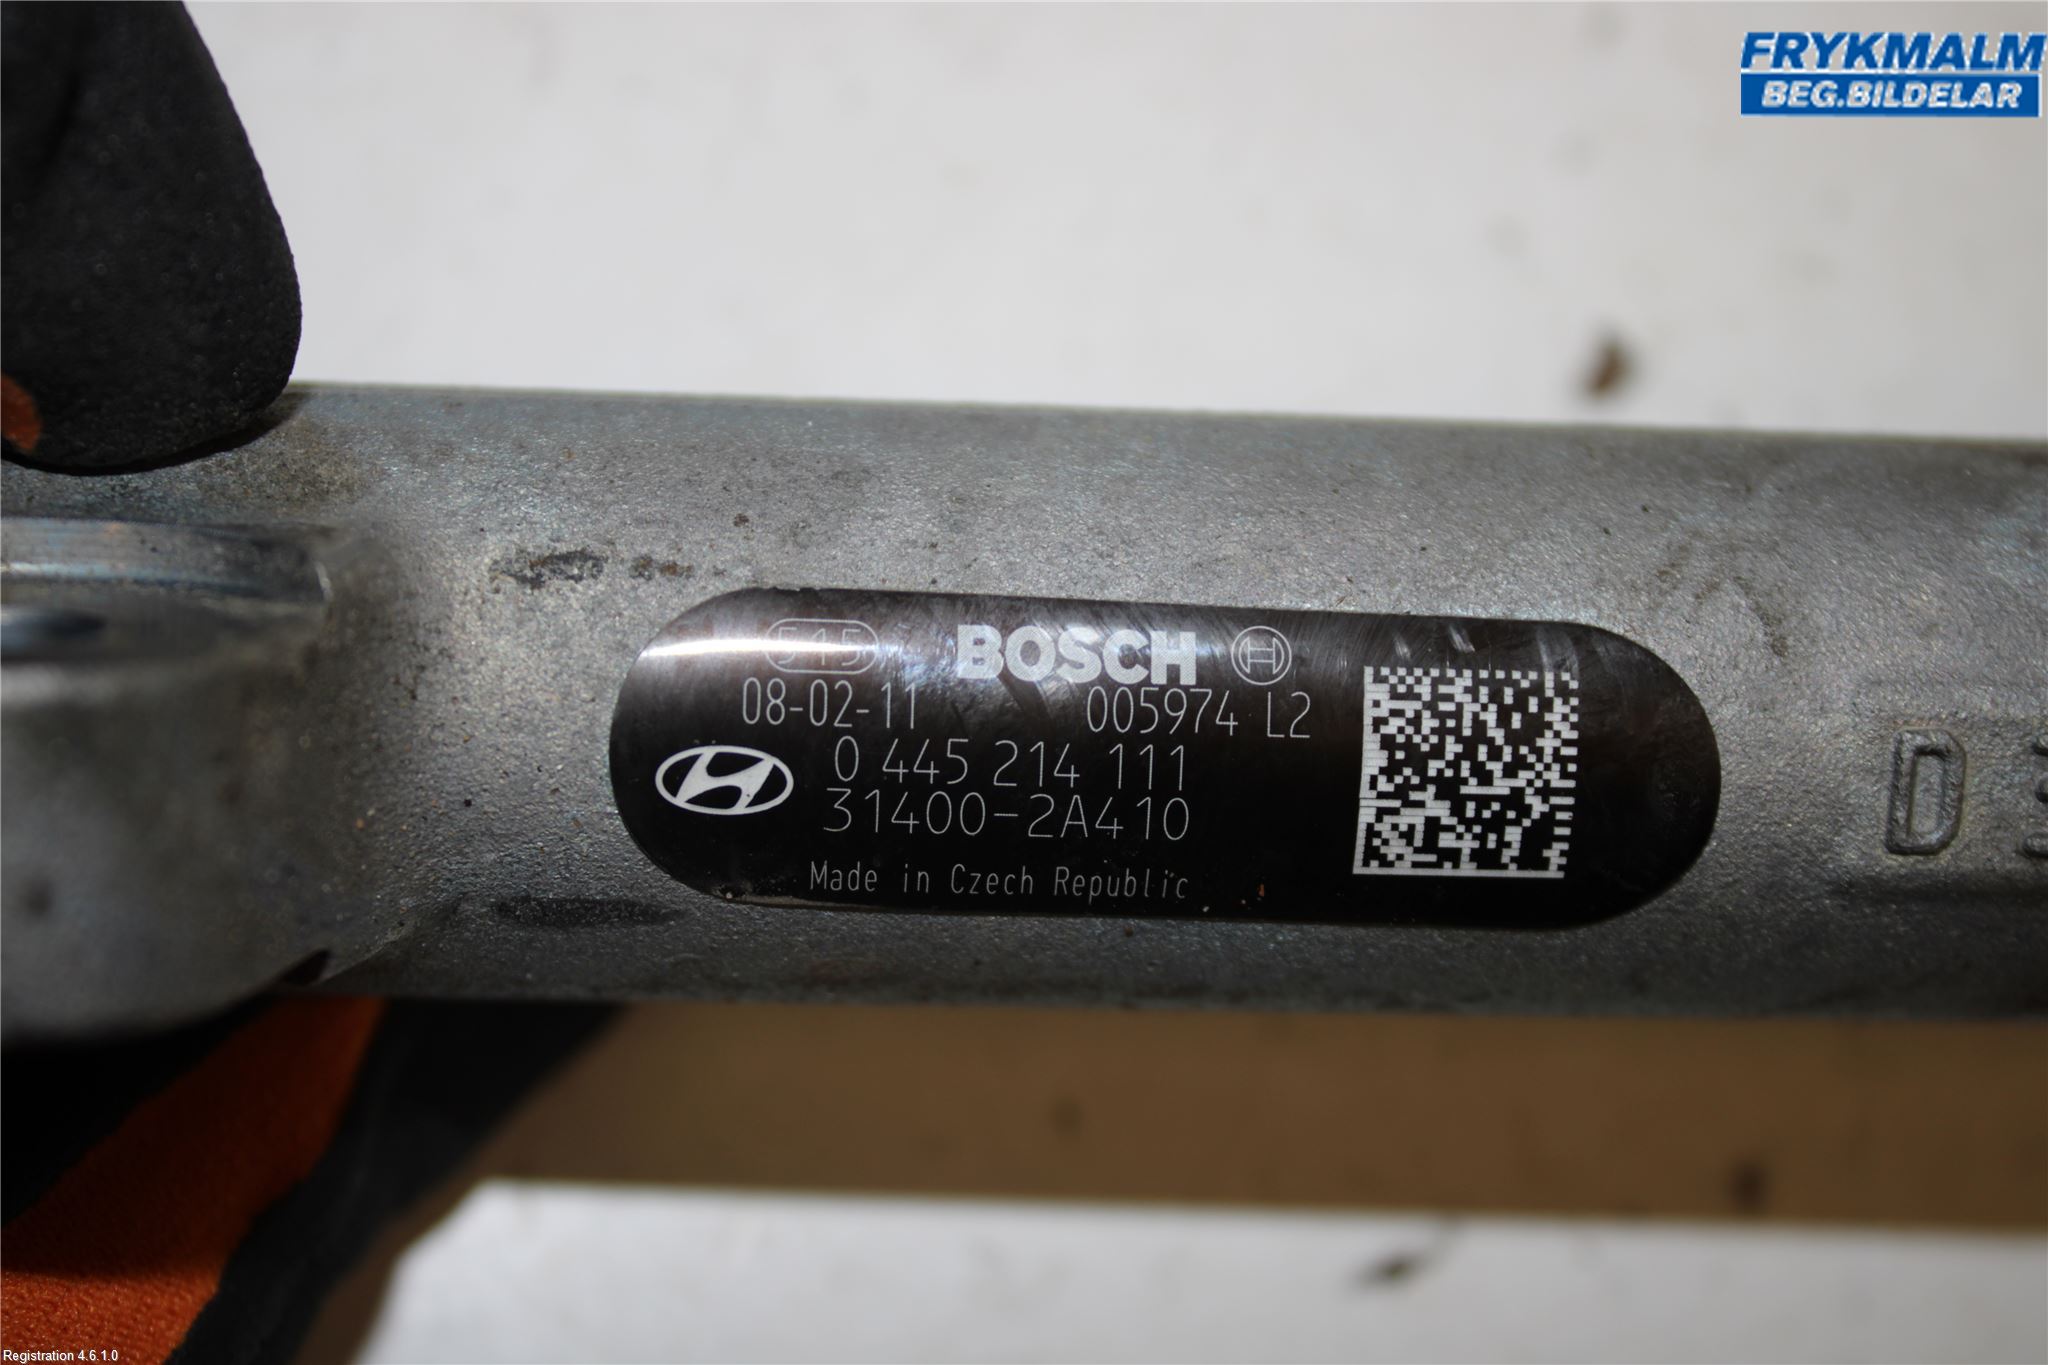 FRYKMALM
BEG.BILDELAR
515 BOSCH
08-02-11 005974 L2
0 445 214 111
31400-2A410
Made in Czech Republic
D
Registration 4.6.1.0